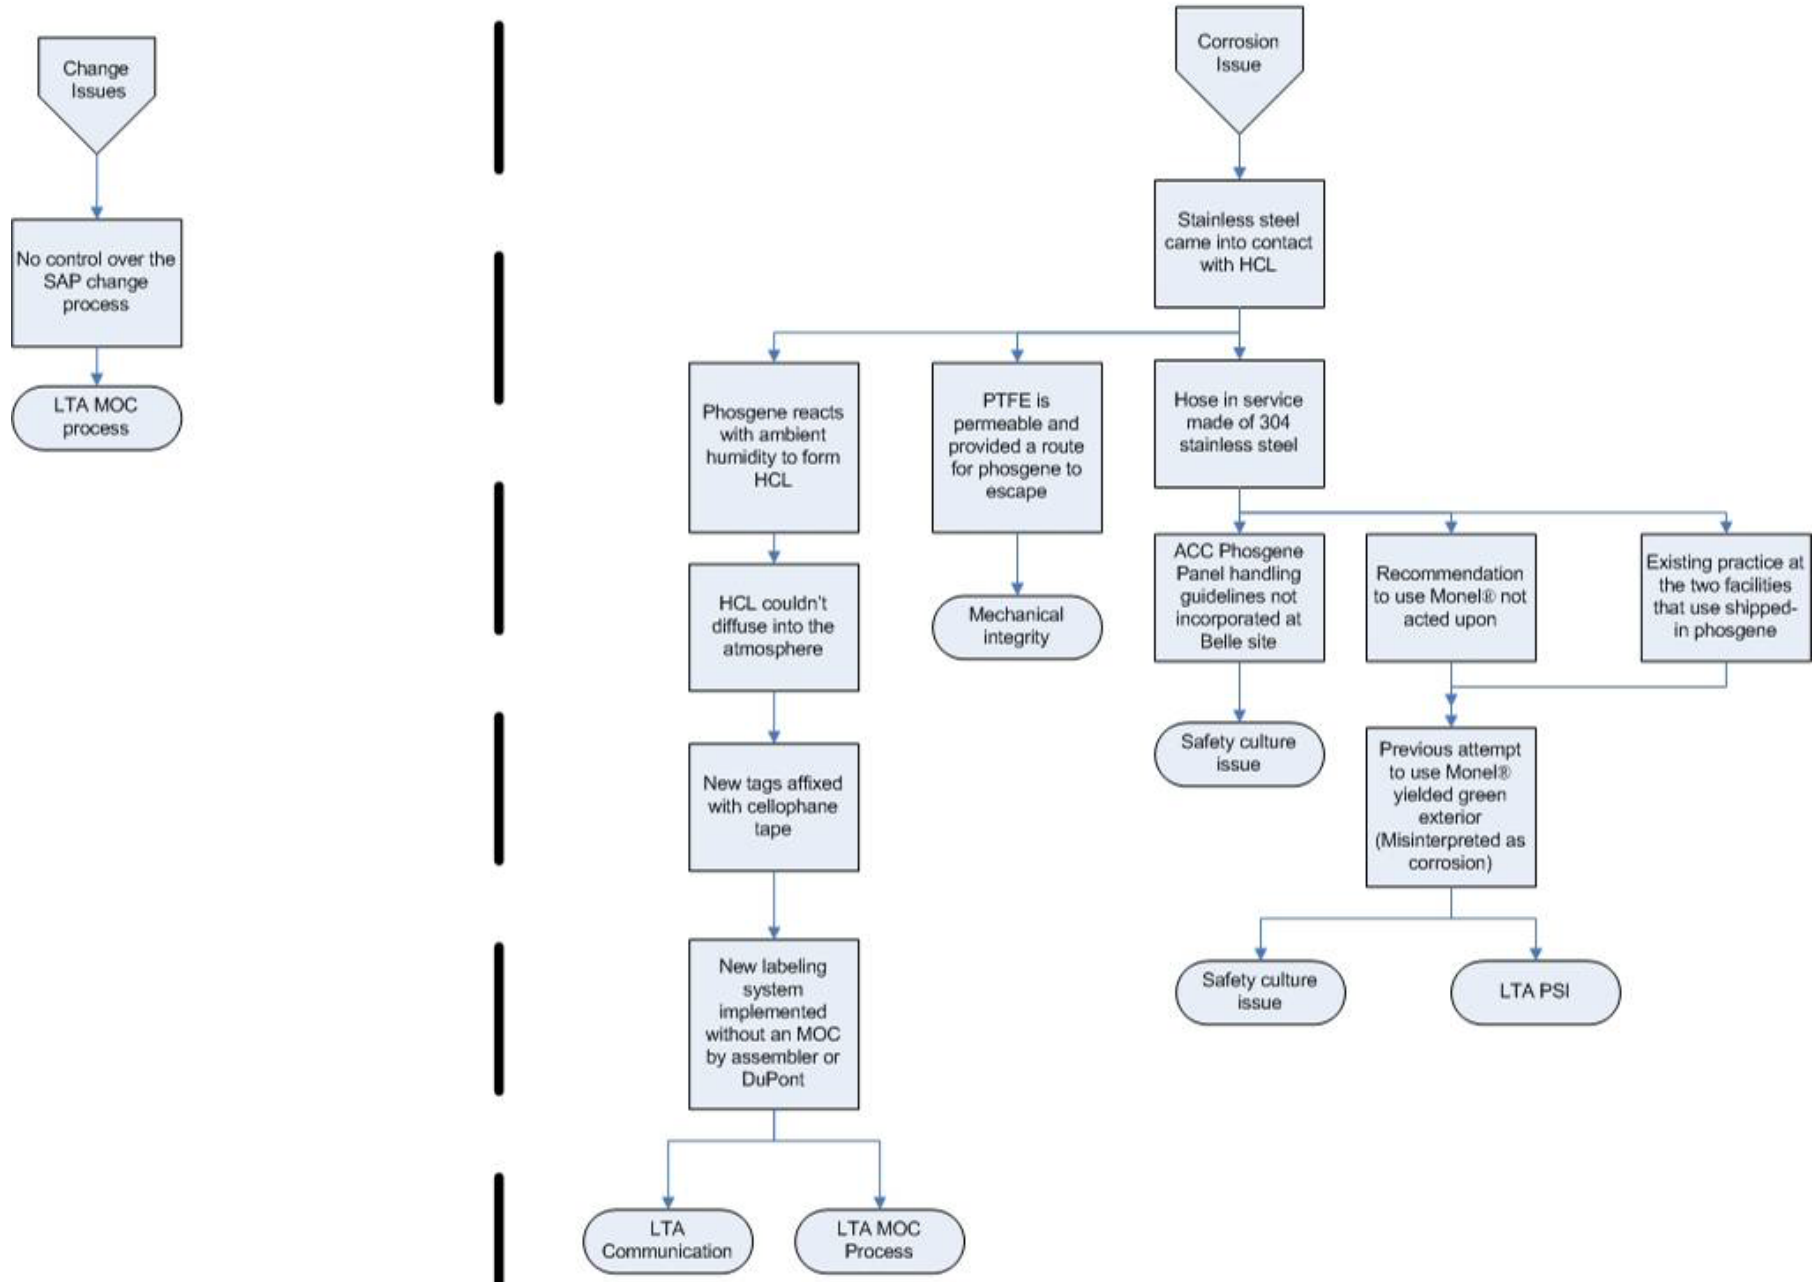 Change
Issues
No control over the
SAP change
process
LTA MOC
process
Corrosion
Issue
Stainless steel
came into contact
with HCL
Phosgene reacts
with ambient
humidity to form
HCL
PTFE is
permeable and
provided a route
for phosgene to
escape
Hose in service
made of 304
stainless steel
HCL couldn't
diffuse into the
atmosphere
Mechanical
integrity
ACC Phosgene
Panel handling
guidelines not
incorporated at
Belle site
Recommendation
to use Monel® not
acted upon
Existing practice at
the two facilities
that use shipped-
in phosgene
New tags affixed
with cellophane
tape
Safety culture
issue
Previous attempt
to use Monel®
yielded green
exterior
(Misinterpreted as
corrosion)
New labeling
system
implemented
without an MOC
by assembler or
DuPont
Safety culture
issue
LTA PSI
LTA
Communication
LTA MOC
Process